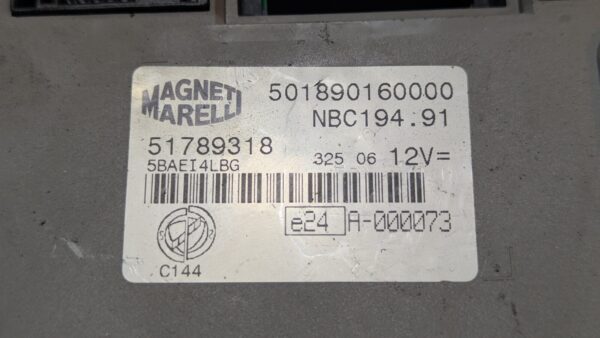 MAGNETI MARELLI
501890160000
NBC194.91
51789318
5BAEI4LBG
325 06 12V=
e24 A-000073
C144